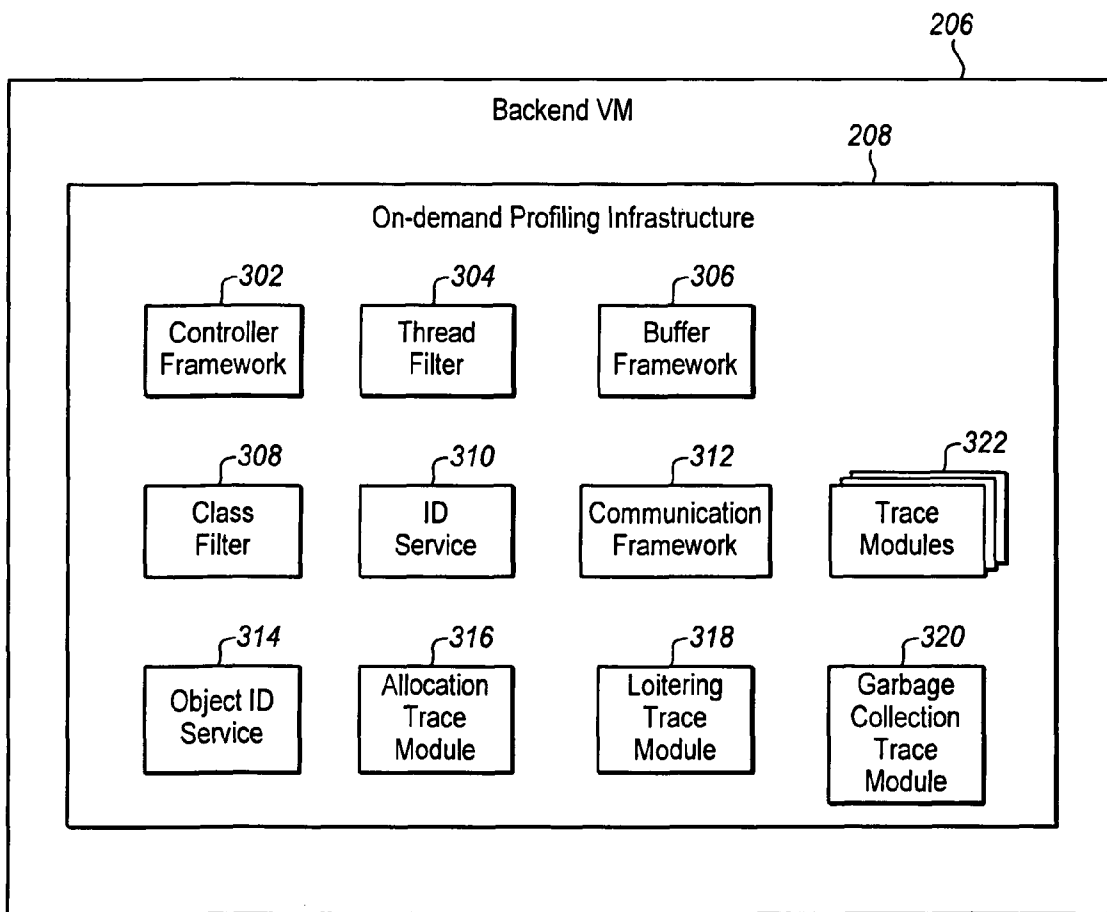 206
Backend VM
208
On-demand Profiling Infrastructure
302
304
306
Controller
Framework
Thread
Filter
Buffer
Framework
308
310
312
322
Class
Filter
ID
Service
Communication
Framework
Trace
Modules
314
316
318
320
Object ID
Service
Allocation
Trace
Module
Loitering
Trace
Module
Garbage
Collection
Trace
Module